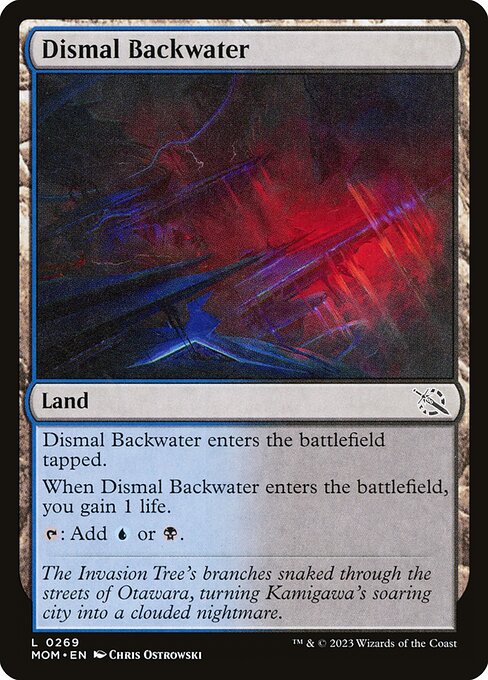 Dismal Backwater
Land
Dismal Backwater enters the battlefield
tapped.
When Dismal Backwater enters the battlefield,
you gain 1 life.
: Add or .
The Invasion Tree's branches snaked through the
streets of Otawara, turning Kamigawa's soaring
city into a clouded nightmare.
L 0269
MOM • EN Chris Ostrowski
™ & © 2023 Wizards of the Coast